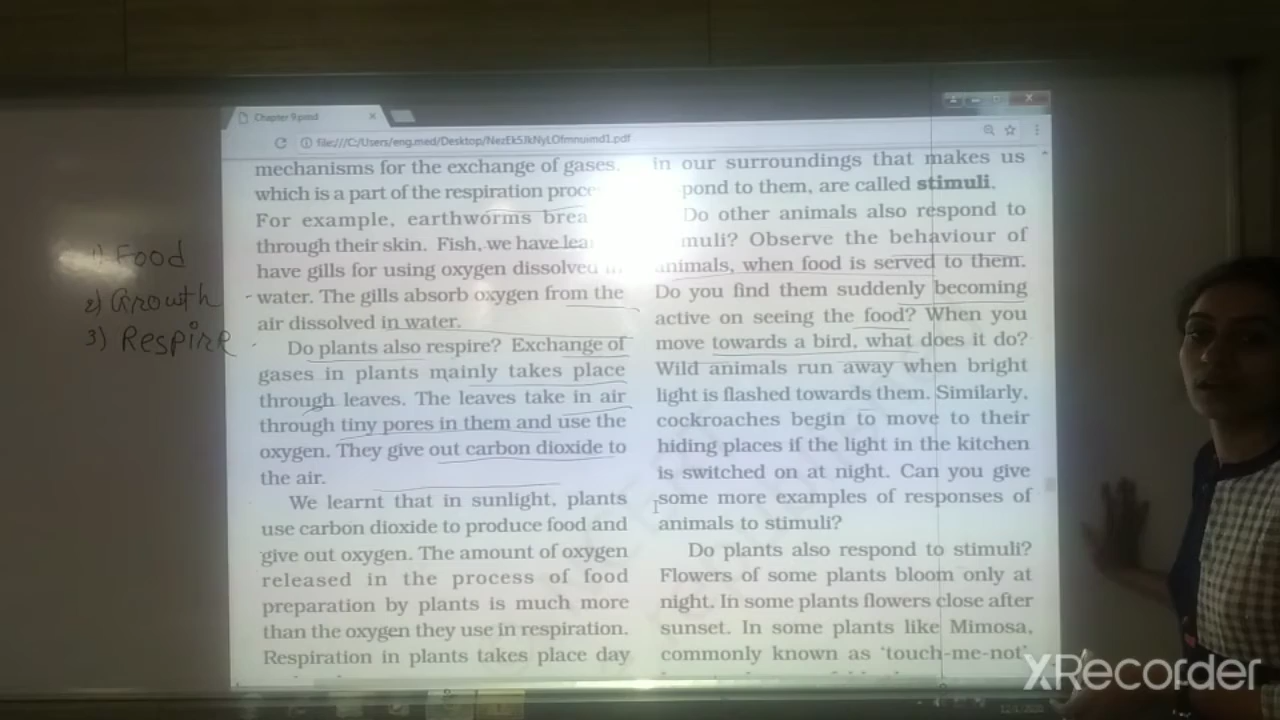 Chapter 9.pmd
file:///C:/Users/eng.med/Desktop/NezEk5JkNyLOfmnuimd1.pdf
1) Food
2) Growth
3) Respire
mechanisms for the exchange of gases,
which is a part of the respiration
For example, earthworms
through their skin. Fish, we have
have gills for using oxygen dissolved in
water. The gills absorb oxygen from the
air dissolved in water.
Do plants also respire? Exchange of
gases in plants mainly takes place
through leaves. The leaves take in air
through tiny pores in them and use the
oxygen. They give out carbon dioxide to
the air.
We learnt that in sunlight, plants
use carbon dioxide to produce food and
give out oxygen. The amount of oxygen
released in the process of food
preparation by plants is much more
than the oxygen they use in respiration.
Respiration in plants takes place day
in our surroundings that makes us
pond to them, are called stimuli.
Do other animals also respond to
muli? Observe the behaviour of
animals, when food is served to them.
Do you find them suddenly becoming
active on seeing the food? When you
move towards a bird, what does it do?
Wild animals run away when bright
light is flashed towards them. Similarly,
cockroaches begin to move to their
hiding places if the light in the kitchen
is switched on at night. Can you give
some more examples of responses of
animals to stimuli?
Do plants also respond to stimuli?
Flowers of some plants bloom only at
night. In some plants flowers close after
sunset. In some plants like Mimosa,
commonly known as 'touch-me-not',
XRecorder